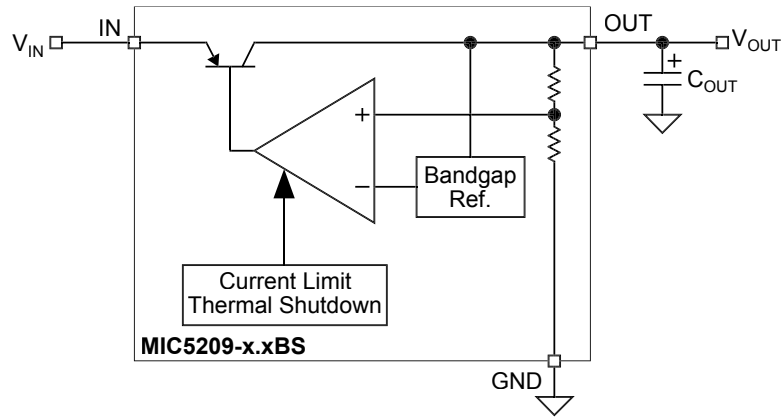 IN
OUT
V_IN
V_OUT
+
C_OUT
+
−
Bandgap
Ref.
Current Limit
Thermal Shutdown
MIC5209-x.xBS
GND